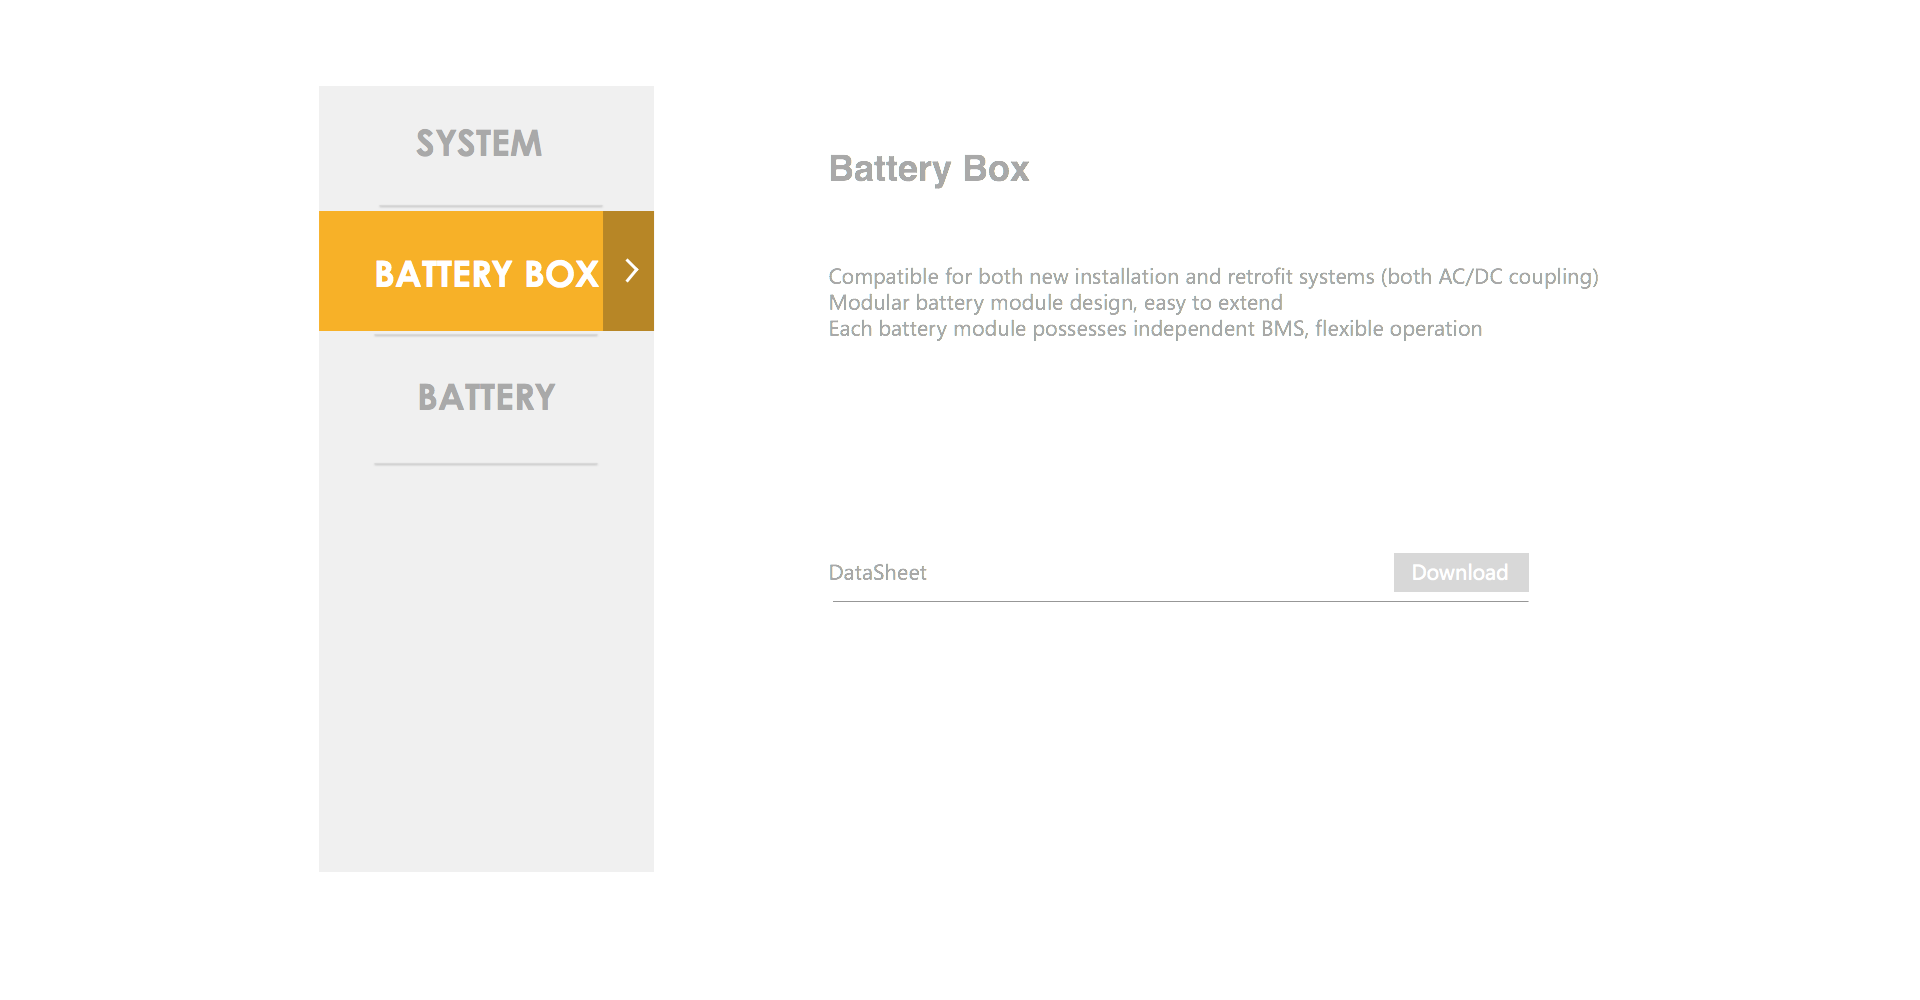 SYSTEM
BATTERY BOX
BATTERY
Battery Box
Compatible for both new installation and retrofit systems (both AC/DC coupling)
Modular battery module design, easy to extend
Each battery module possesses independent BMS, flexible operation
DataSheet
Download